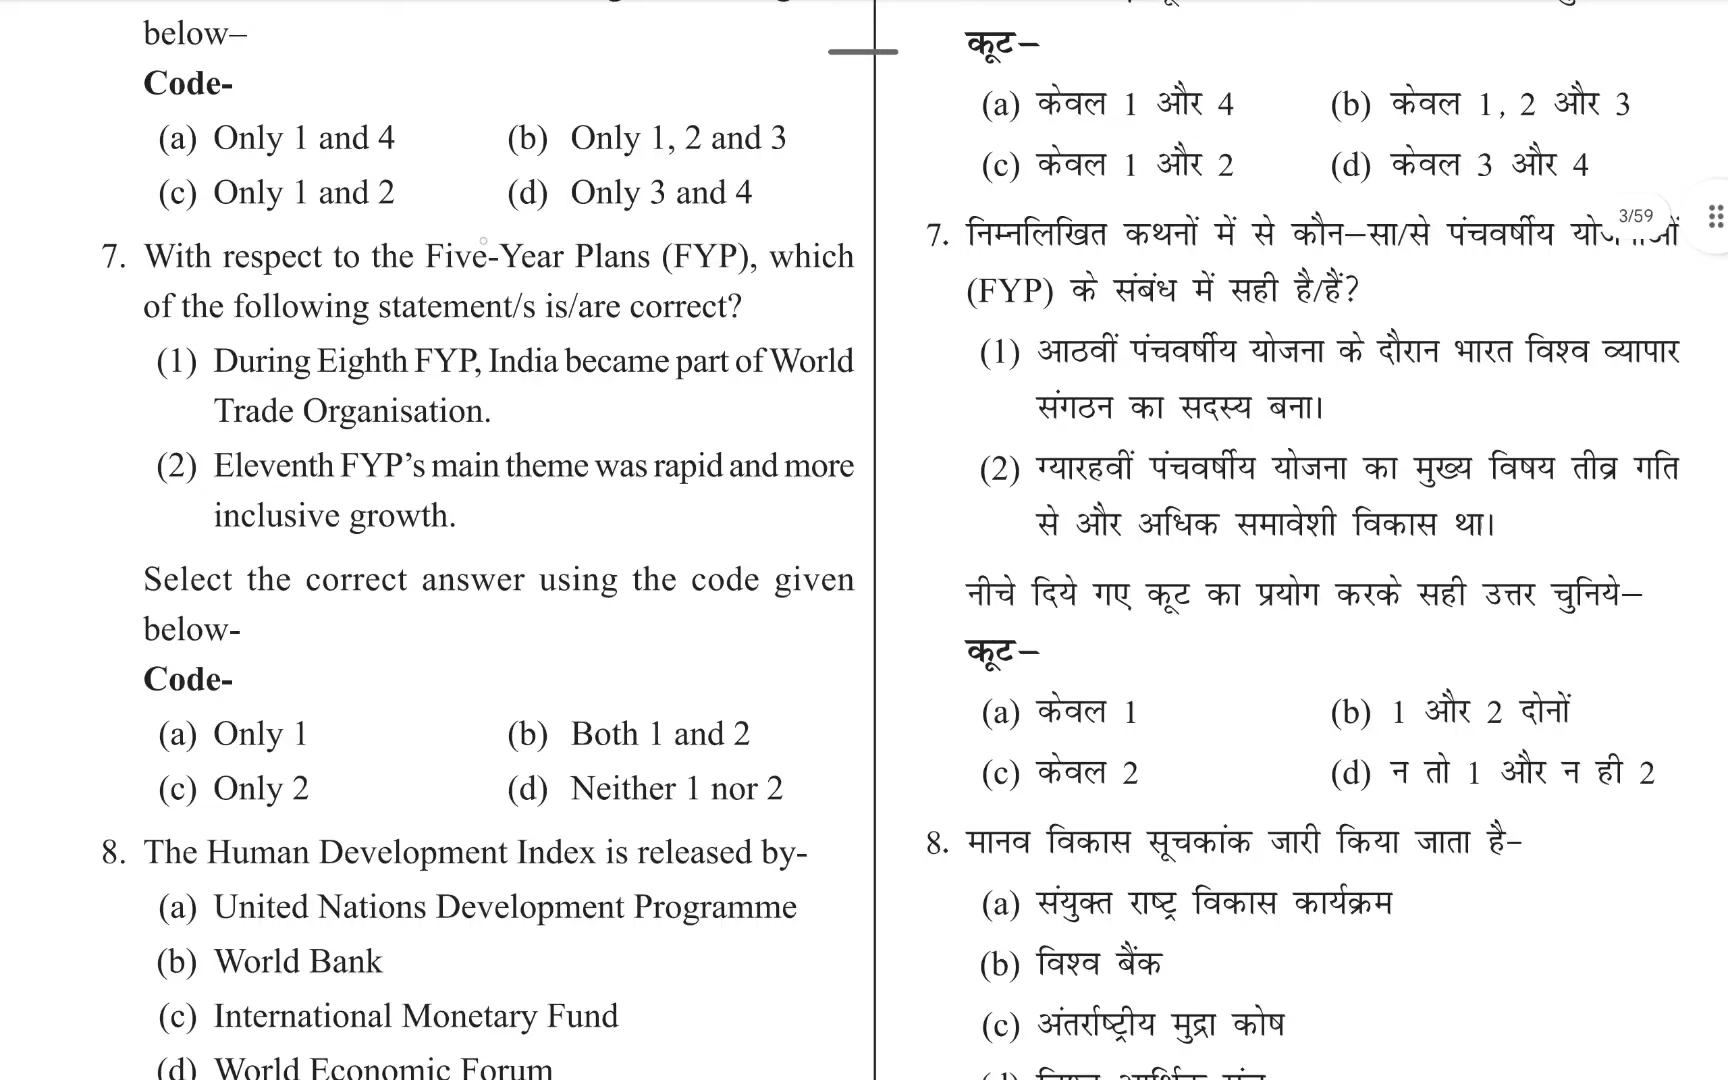 below–
Code-
(a) Only 1 and 4 (b) Only 1, 2 and 3
(c) Only 1 and 2 (d) Only 3 and 4
7. With respect to the Five-Year Plans (FYP), which
of the following statement/s is/are correct?
(1) During Eighth FYP, India became part of World
Trade Organisation.
(2) Eleventh FYP’s main theme was rapid and more
inclusive growth.
Select the correct answer using the code given
below-
Code-
(a) Only 1 (b) Both 1 and 2
(c) Only 2 (d) Neither 1 nor 2
8. The Human Development Index is released by-
(a) United Nations Development Programme
(b) World Bank
(c) International Monetary Fund
(d) World Economic Forum
कूट–
(a) केवल 1 और 4 (b) केवल 1, 2 और 3
(c) केवल 1 और 2 (d) केवल 3 और 4
3/59
7. निम्नलिखित कथनों में से कौन–सा/से पंचवर्षीय
(FYP) के संबंध में सही है/हैं?
(1) आठवीं पंचवर्षीय योजना के दौरान भारत विश्व व्यापार
संगठन का सदस्य बना।
(2) ग्यारहवीं पंचवर्षीय योजना का मुख्य विषय तीव्र गति
से और अधिक समावेशी विकास था।
नीचे दिये गए कूट का प्रयोग करके सही उत्तर चुनिये–
कूट–
(a) केवल 1 (b) 1 और 2 दोनों
(c) केवल 2 (d) न तो 1 और न ही 2
8. मानव विकास सूचकांक जारी किया जाता है–
(a) संयुक्त राष्ट्र विकास कार्यक्रम
(b) विश्व बैंक
(c) अंतर्राष्ट्रीय मुद्रा कोष